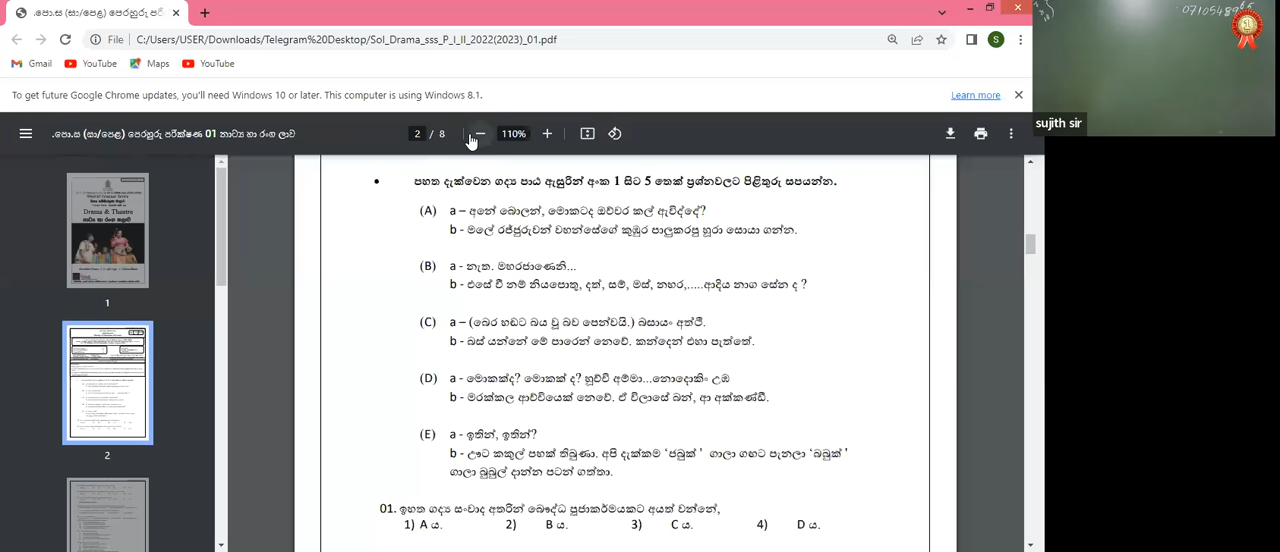 .පො.ස (සා/පෙළ) පෙරහුරු පරී
File
C:/Users/USER/Downloads/Telegram%20Desktop/Sol_Drama_sss_P_I_II_2022(2023)_01.pdf
S
Gmail
YouTube
Maps
YouTube
To get future Google Chrome updates, you'll need Windows 10 or later. This computer is using Windows 8.1.
Learn more
.පො.ස (සා/පෙළ) පෙරහුරු පරීක්ෂණ 01 නාට්‍ය හා රංග ලාව
2 / 8
110%
0710548965
sujith sir
Drama & Theatre
1
2
• පහත දැක්වෙන ගද්‍ය පාඨ ඇසුරින් අංක 1 සිට 5 තෙක් ප්‍රශ්නවලට පිළිතුරු සපයන්න.
(A) a – අනේ බොලන්, මොකටද ඔච්චර කල් ඇවිද්දේ?
b - මලේ රජ්ජුරුවන් වහන්සේගේ කුඹුර පාලුකරපු හූරා සොයා ගන්න.
(B) a - නැත. මහරජාණෙනි...
b - එසේ වී නම් නියපොතු, දත්, සම්, මස්, නහර,.....ආදිය නාග සේන ද ?
(C) a – (බෙර හඬට බය වූ බව පෙන්වයි.) බසායං අත්ථි.
b - බස් යන්නේ මේ පාරෙන් නෙවේ. කන්දෙන් එහා පැත්තේ.
(D) a - මොකක් ද? මොකක් ද? හූච්චි අම්මා...නොදොකිං උඹ
b - මරක්කල ආච්චියෙක් නෙවේ. ඒ විලාසේ බන්, ආ අක්කණ්ඩි.
(E) a - ඉතින්, ඉතින්?
b - ඌට කකුල් පහක් තිබුණා. අපි දැක්කම ‘ජබුක්’ ගාලා ගඟට පැනලා ‘බබුක්’
ගාලා බුබුල් දාන්න පටන් ගත්තා.
01. ඉහත ගද්‍ය සංවාද අතරින් බෞද්ධ පූජාකර්මයකට අයත් වන්නේ,
1) A ය. 2) B ය. 3) C ය. 4) D ය.